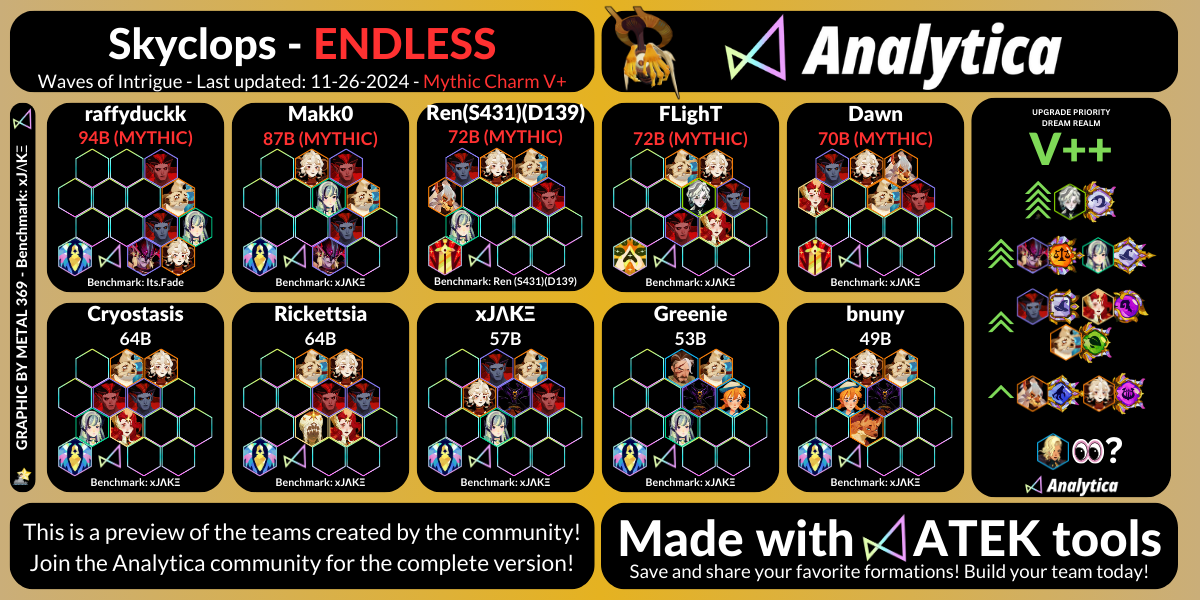 Skyclops - ENDLESS
Waves of Intrigue - Last updated: 11-26-2024 - Mythic Charm V+
Analytica
GRAPHIC BY METAL 369 - Benchmark: xJΛKΞ
raffyduckk
94B (MYTHIC)
Benchmark: Its.Fade
Makk0
87B (MYTHIC)
Benchmark: xJΛKΞ
Ren(S431)(D139)
72B (MYTHIC)
Benchmark: Ren (S431)(D139)
FLighT
72B (MYTHIC)
Benchmark: xJΛKΞ
Dawn
70B (MYTHIC)
Benchmark: xJΛKΞ
Cryostasis
64B
Benchmark: xJΛKΞ
Rickettsia
64B
Benchmark: xJΛKΞ
xJΛKΞ
57B
Benchmark: xJΛKΞ
Greenie
53B
Benchmark: xJΛKΞ
bnuny
49B
Benchmark: xJΛKΞ
UPGRADE PRIORITY
DREAM REALM
V++
?
Analytica
This is a preview of the teams created by the community!
Join the Analytica community for the complete version!
Made with ATEK tools
Save and share your favorite formations! Build your team today!